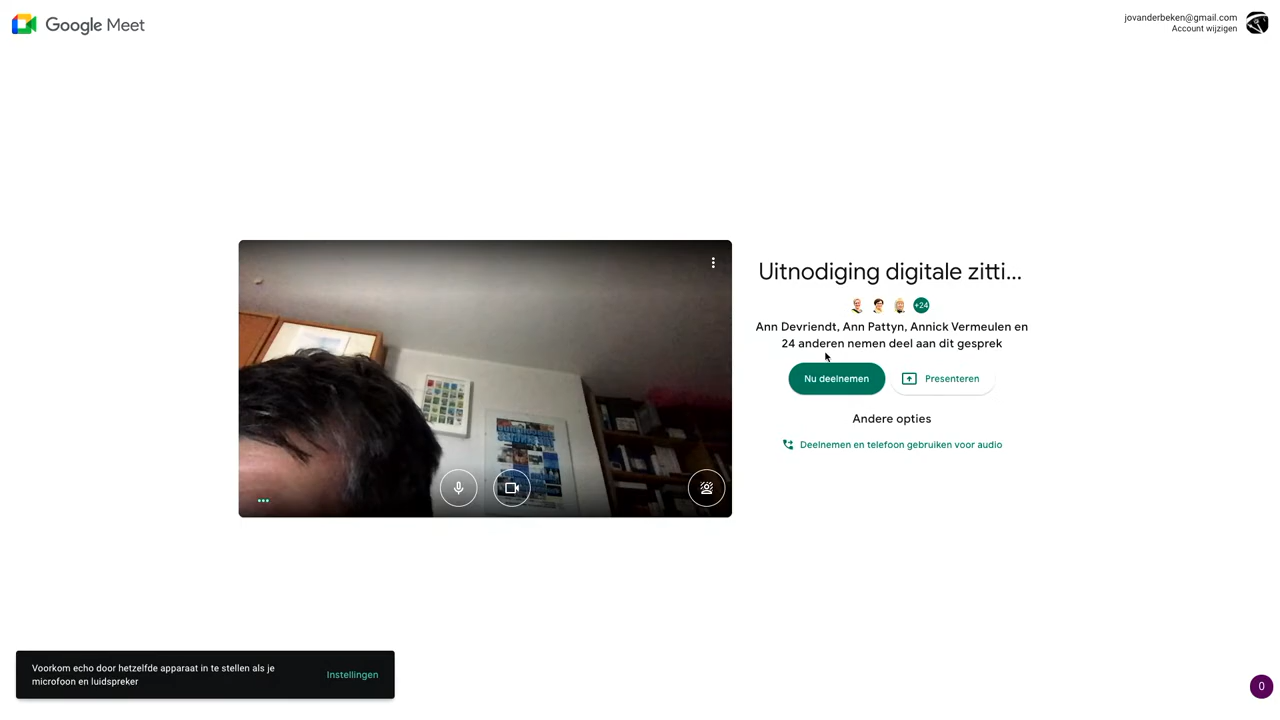 Google Meet
jovanderbeken@gmail.com
Account wijzigen
Uitnodiging digitale zitti...
+24
Ann Devriendt, Ann Pattyn, Annick Vermeulen en
24 anderen nemen deel aan dit gesprek
Nu deelnemen
Presenteren
Andere opties
Deelnemen en telefoon gebruiken voor audio
Voorkom echo door hetzelfde apparaat in te stellen als je
microfoon en luidspreker
Instellingen
0